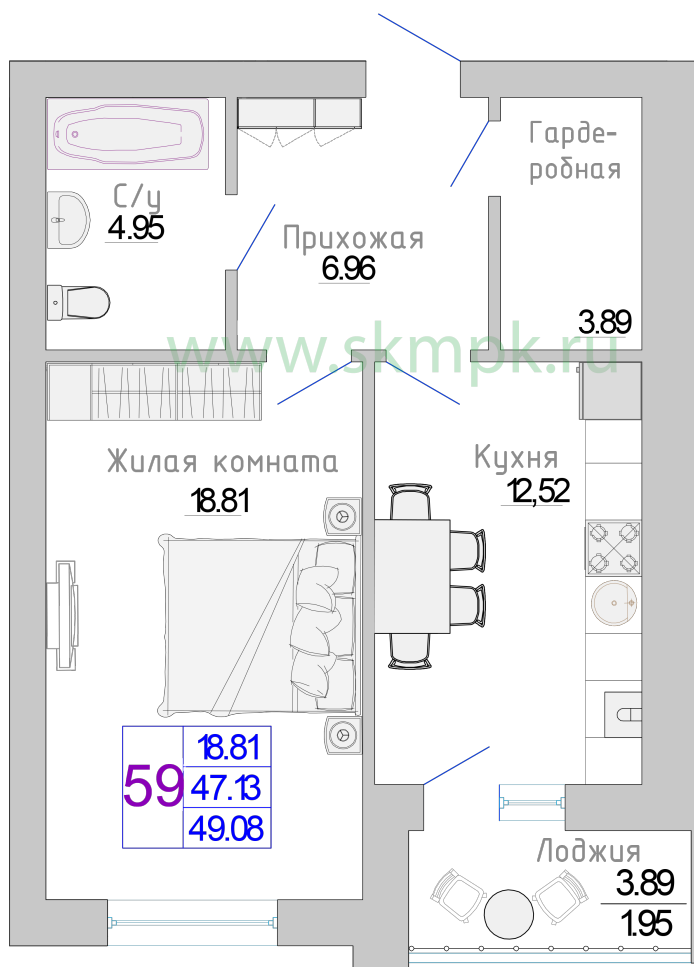 Гарде-
робная
3.89
С/у
4.95
Прихожая
6.96
www.skmpk.ru
Жилая комната
18.81
Кухня
12,52
59
18.81
47.13
49.08
Лоджия
3.89
1.95